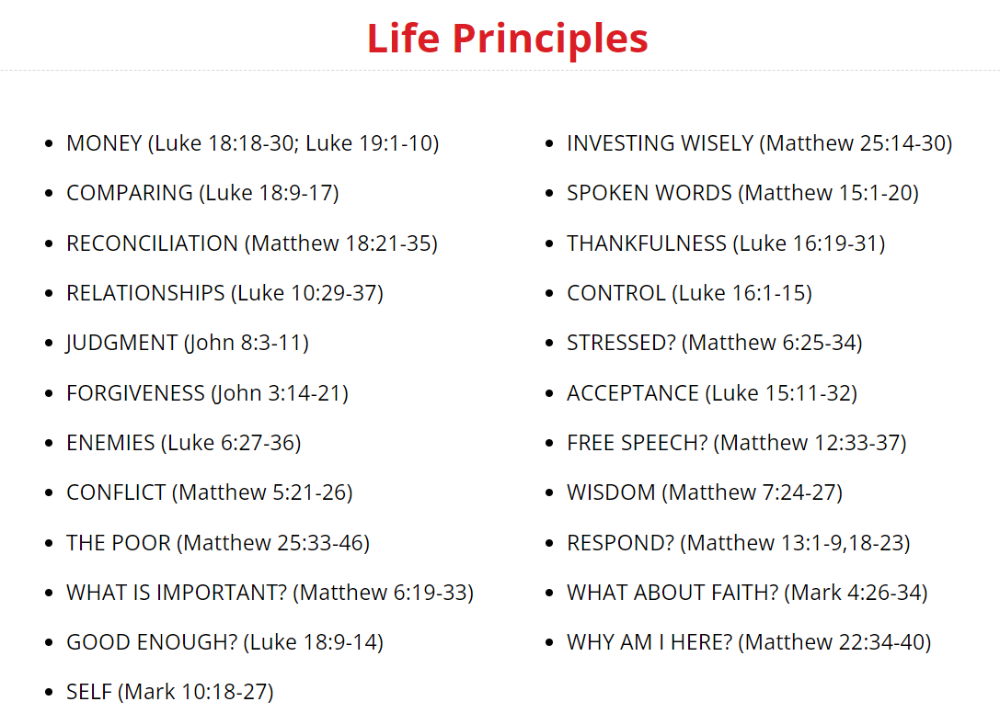 Life Principles
MONEY (Luke 18:18-30; Luke 19:1-10)
COMPARING (Luke 18:9-17)
RECONCILIATION (Matthew 18:21-35)
RELATIONSHIPS (Luke 10:29-37)
JUDGMENT (John 8:3-11)
FORGIVENESS (John 3:14-21)
ENEMIES (Luke 6:27-36)
CONFLICT (Matthew 5:21-26)
THE POOR (Matthew 25:33-46)
WHAT IS IMPORTANT? (Matthew 6:19-33)
GOOD ENOUGH? (Luke 18:9-14)
SELF (Mark 10:18-27)
INVESTING WISELY (Matthew 25:14-30)
SPOKEN WORDS (Matthew 15:1-20)
THANKFULNESS (Luke 16:19-31)
CONTROL (Luke 16:1-15)
STRESSED? (Matthew 6:25-34)
ACCEPTANCE (Luke 15:11-32)
FREE SPEECH? (Matthew 12:33-37)
WISDOM (Matthew 7:24-27)
RESPOND? (Matthew 13:1-9,18-23)
WHAT ABOUT FAITH? (Mark 4:26-34)
WHY AM I HERE? (Matthew 22:34-40)